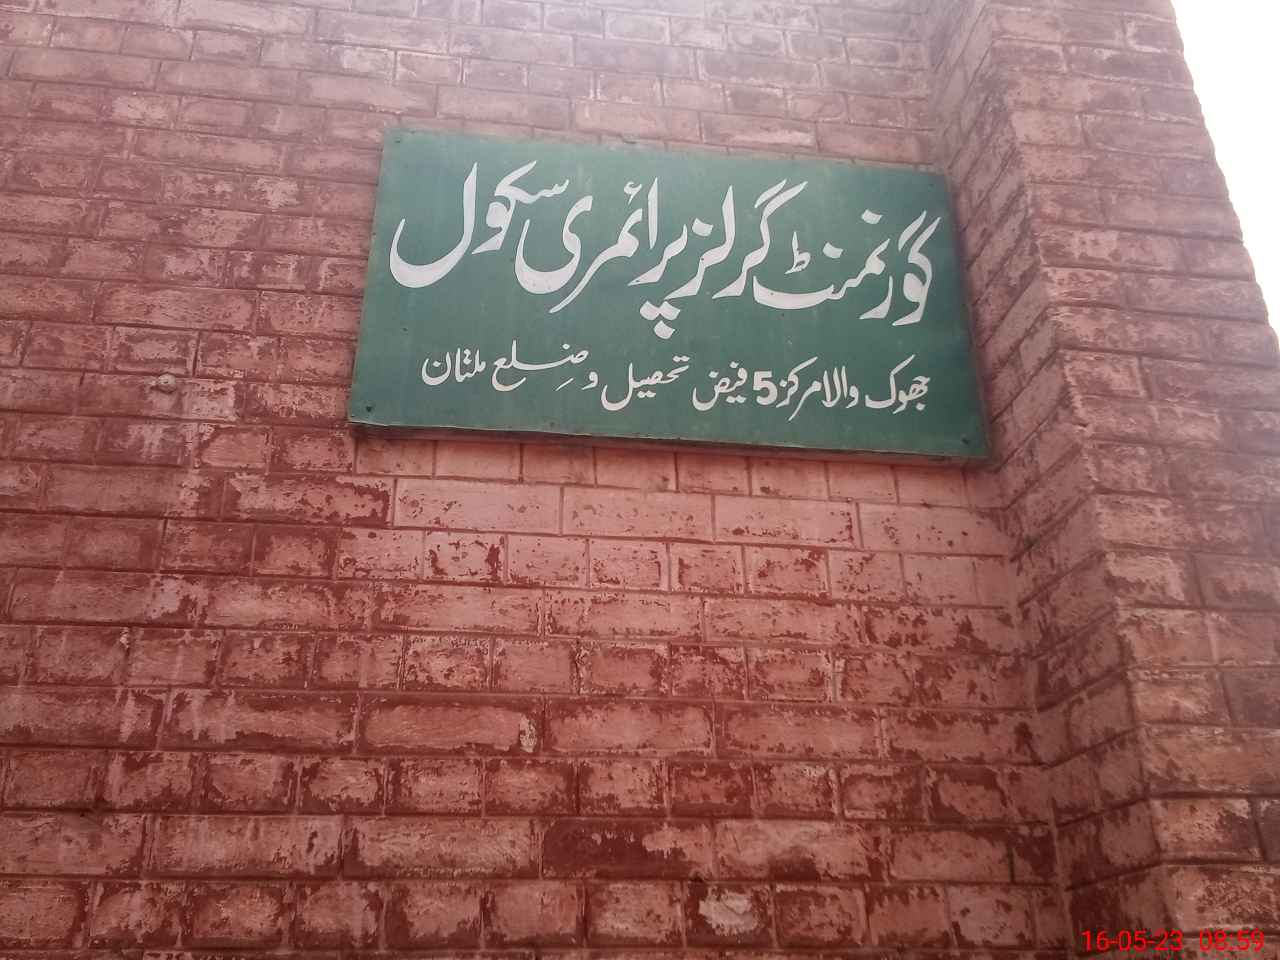 گورنمنٹ گرلز پرائمری سکول
جھوک والا مرکز 5 فیض تحصیل و ضلع ملتان
16-05-23 08:59